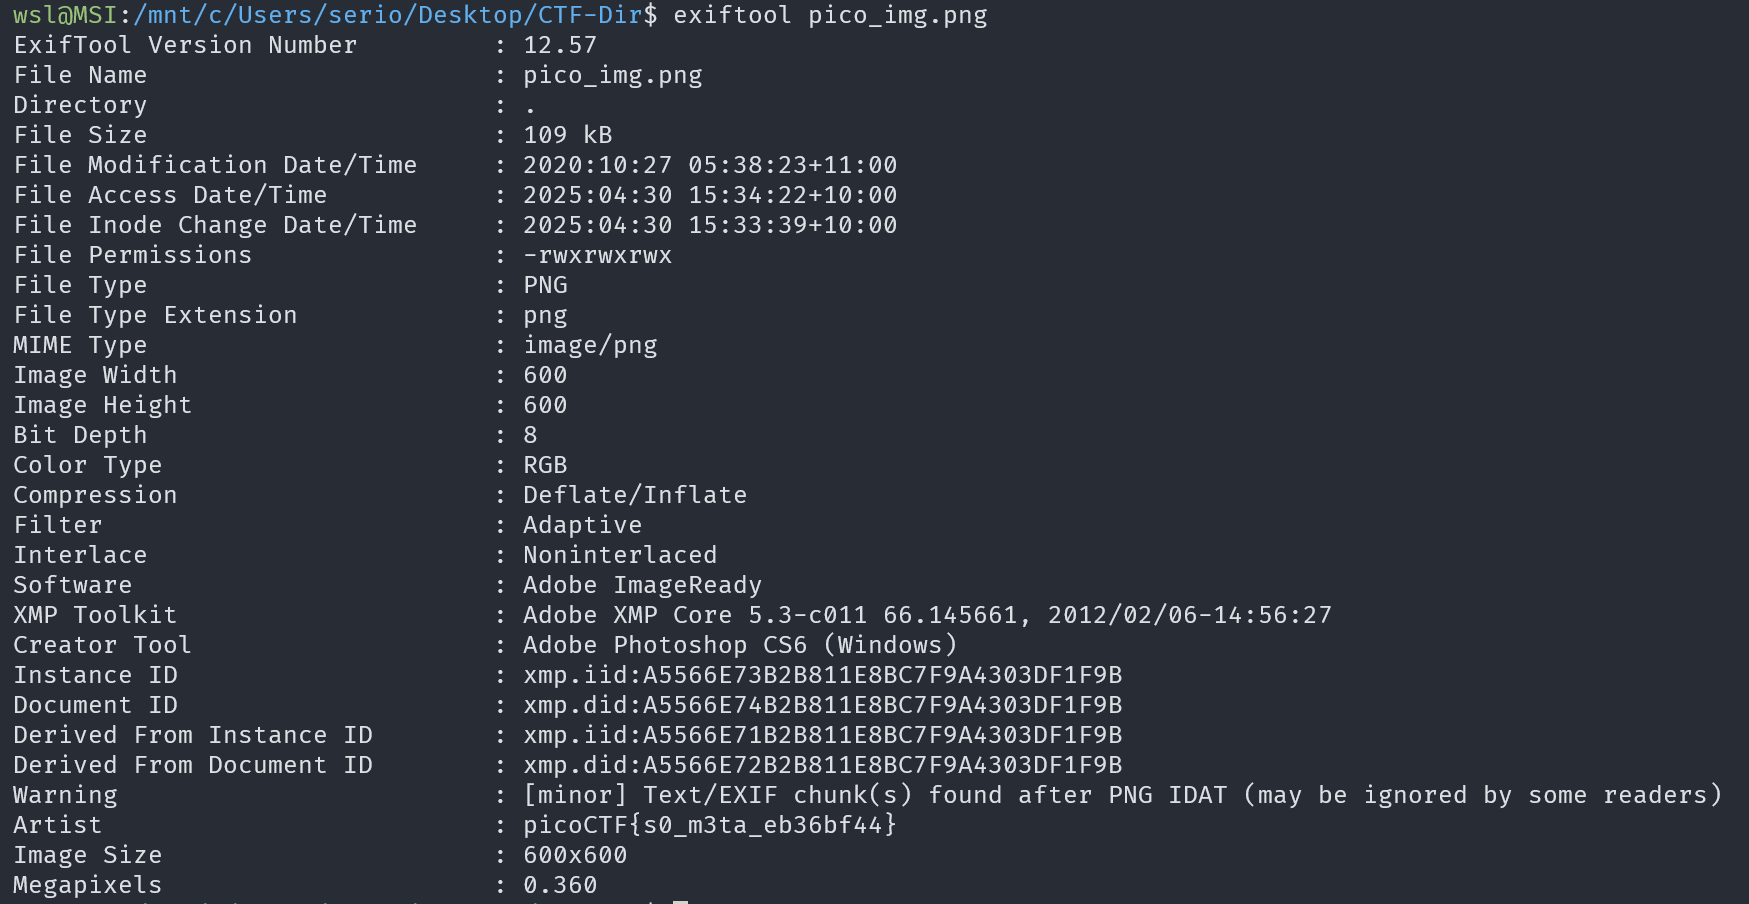 wsl@MSI:/mnt/c/Users/serio/Desktop/CTF-Dir$ exiftool pico_img.png
ExifTool Version Number         : 12.57
File Name                       : pico_img.png
Directory                       : .
File Size                       : 109 kB
File Modification Date/Time     : 2020:10:27 05:38:23+11:00
File Access Date/Time           : 2025:04:30 15:34:22+10:00
File Inode Change Date/Time     : 2025:04:30 15:33:39+10:00
File Permissions                : -rwxrwxrwx
File Type                       : PNG
File Type Extension             : png
MIME Type                       : image/png
Image Width                     : 600
Image Height                    : 600
Bit Depth                       : 8
Color Type                      : RGB
Compression                     : Deflate/Inflate
Filter                          : Adaptive
Interlace                       : Noninterlaced
Software                        : Adobe ImageReady
XMP Toolkit                     : Adobe XMP Core 5.3-c011 66.145661, 2012/02/06-14:56:27
Creator Tool                    : Adobe Photoshop CS6 (Windows)
Instance ID                     : xmp.iid:A5566E73B2B811E8BC7F9A4303DF1F9B
Document ID                     : xmp.did:A5566E74B2B811E8BC7F9A4303DF1F9B
Derived From Instance ID        : xmp.iid:A5566E71B2B811E8BC7F9A4303DF1F9B
Derived From Document ID        : xmp.did:A5566E72B2B811E8BC7F9A4303DF1F9B
Warning                         : [minor] Text/EXIF chunk(s) found after PNG IDAT (may be ignored by some readers)
Artist                          : picoCTF{s0_m3ta_eb36bf44}
Image Size                      : 600x600
Megapixels                      : 0.360